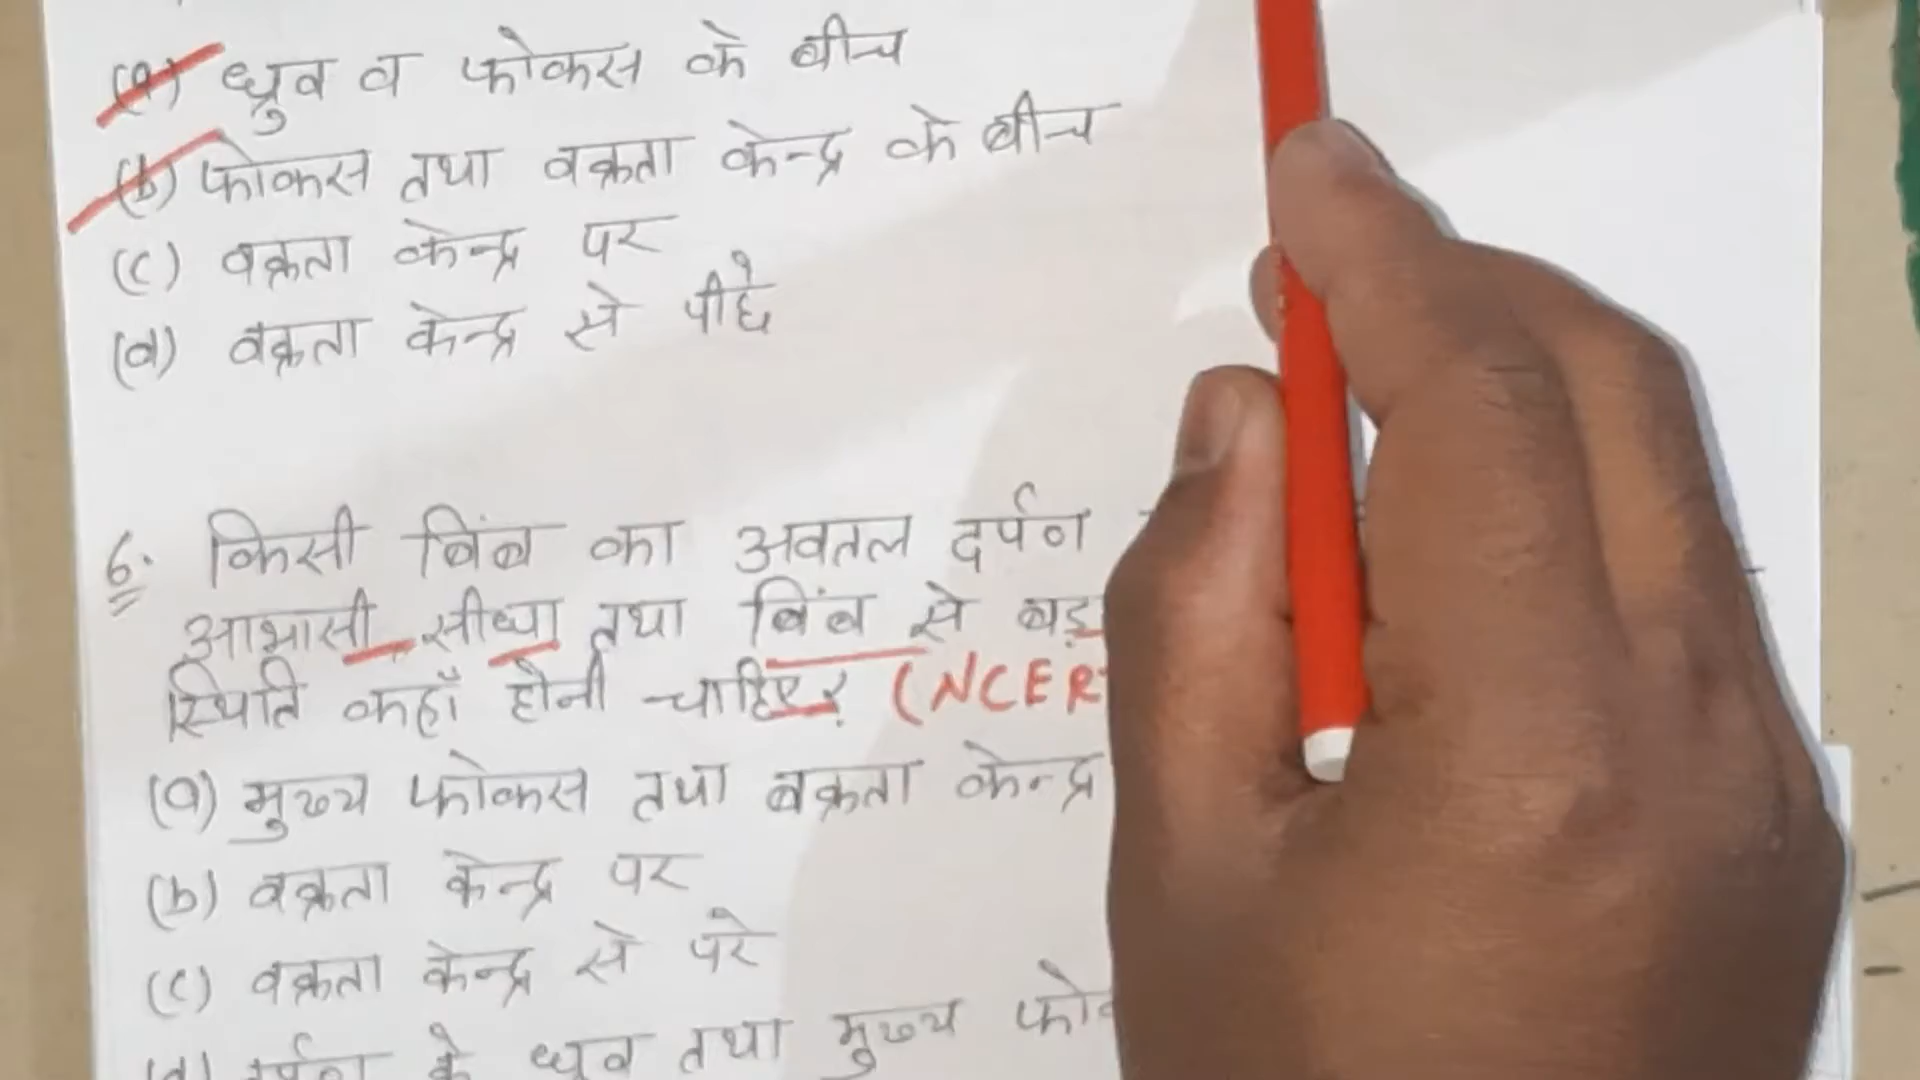 (a) ध्रुव व फोकस के बीच
(b) फोकस तथा वक्रता केन्द्र के बीच
(c) वक्रता केन्द्र पर
(d) वक्रता केन्द्र से पीछे
6. किसी बिंब का अवतल दर्पण
आभासी सीधा तथा बिंब से बड़
स्थिति कहाँ होनी चाहिए? (NCER
(a) मुख्य फोकस तथा वक्रता केन्द्र
(b) वक्रता केन्द्र पर
(c) वक्रता केन्द्र से परे
(d) दर्पण के ध्रुव तथा मुख्य फोक